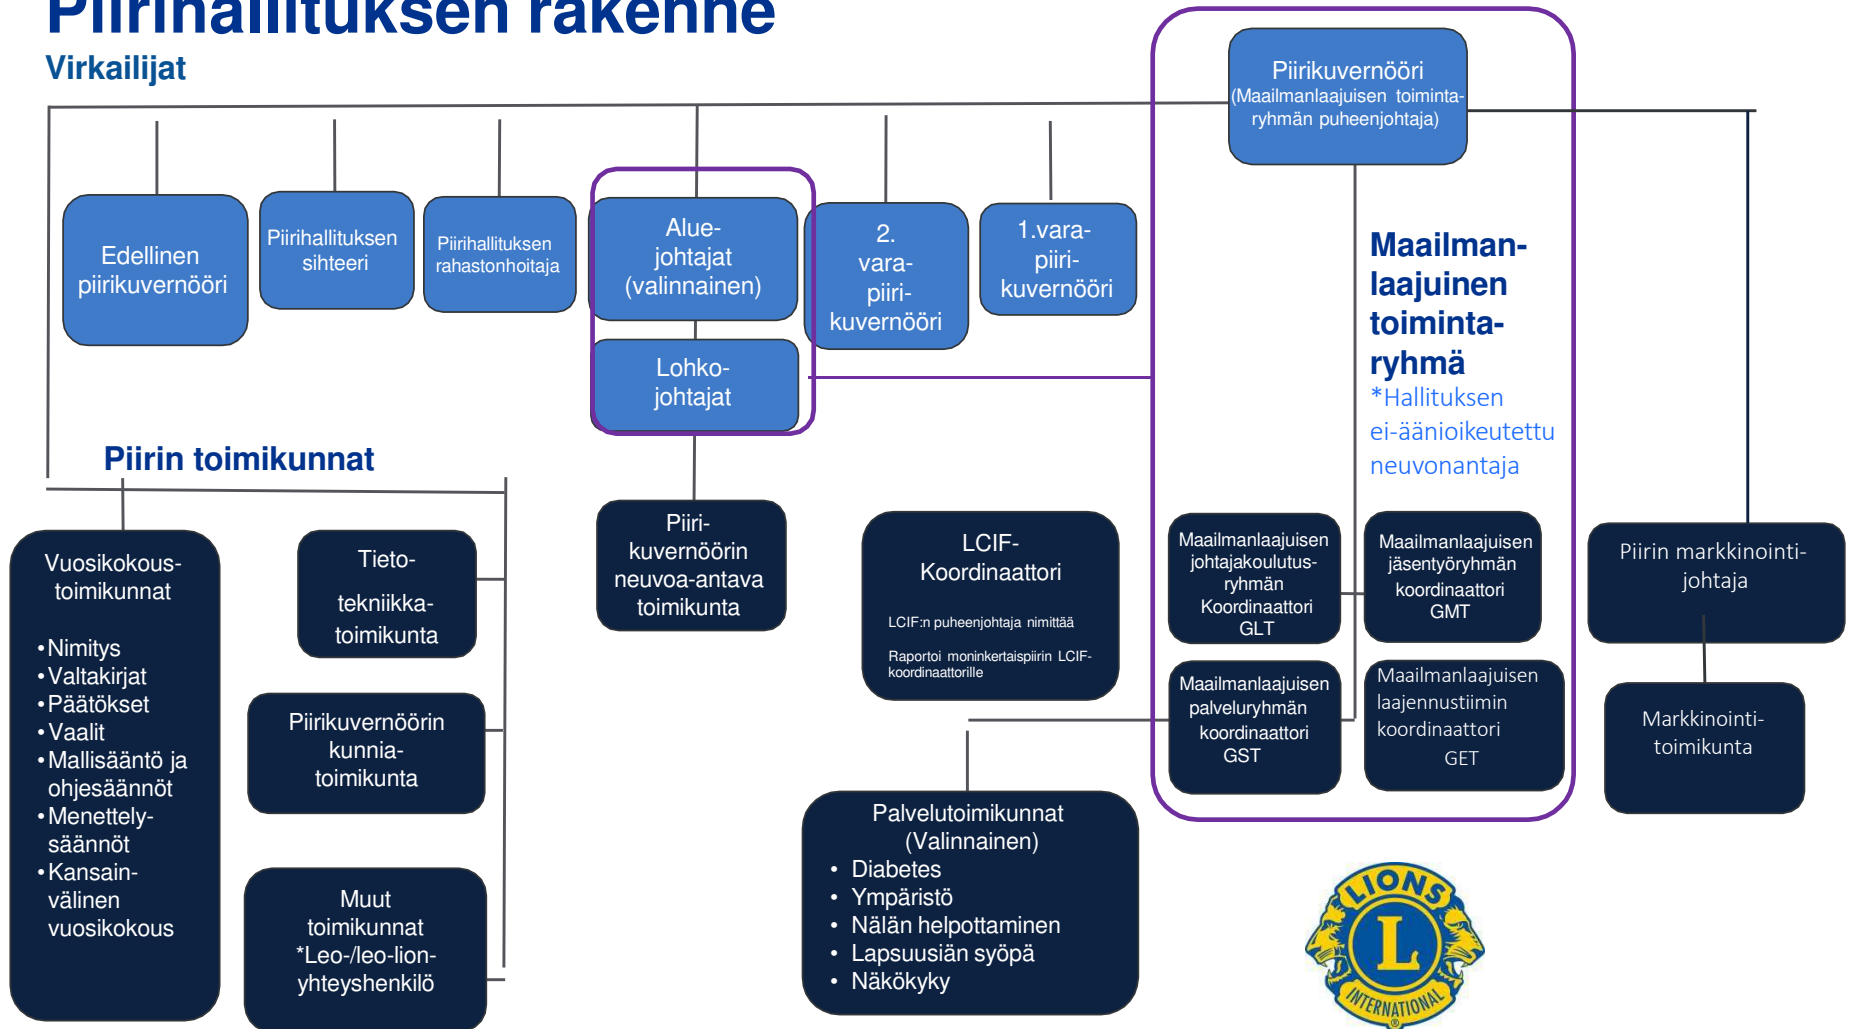 Piirihallituksen rakenne
Virkailijat
Piirikuvernööri
(Maailmanlaajuisen toiminta-
ryhmän puheenjohtaja)
Edellinen
piirikuvernööri
Piirihallituksen
sihteeri
Piirihallituksen
rahastonhoitaja
Alue-
johtajat
(valinnainen)
2.
vara-
piiri-
kuvernööri
1.vara-
piiri-
kuvernööri
Lohko-
johtajat
Maailman-
laajuinen
toiminta-
ryhmä
*Hallituksen
ei-äänioikeutettu
neuvonantaja
Piirin toimikunnat
Vuosikokous-
toimikunnat
•Nimitys
•Valtakirjat
•Päätökset
•Vaalit
•Mallisääntö ja
ohjesäännöt
•Menettely-
säännöt
•Kansain-
välinen
vuosikokous
Tieto-
tekniikka-
toimikunta
Piirikuvernöörin
kunnia-
toimikunta
Muut
toimikunnat
*Leo-/leo-lion-
yhteyshenkilö
Piiri-
kuvernöörin
neuvoa-antava
toimikunta
LCIF-
Koordinaattori
LCIF:n puheenjohtaja nimittää
Raportoi moninkertaispiirin LCIF-
koordinaattorille
Maailmanlaajuisen
johtajakoulutus-
ryhmän
Koordinaattori
GLT
Maailmanlaajuisen
jäsentyöryhmän
koordinaattori
GMT
Maailmanlaajuisen
palveluryhmän
koordinaattori
GST
Maailmanlaajuisen
laajennustiimin
koordinaattori
GET
Piirin markkinointi-
johtaja
Markkinointi-
toimikunta
Palvelutoimikunnat
(Valinnainen)
• Diabetes
• Ympäristö
• Nälän helpottaminen
• Lapsuusiän syöpä
• Näkökyky
LIONS
L
INTERNATIONAL
®